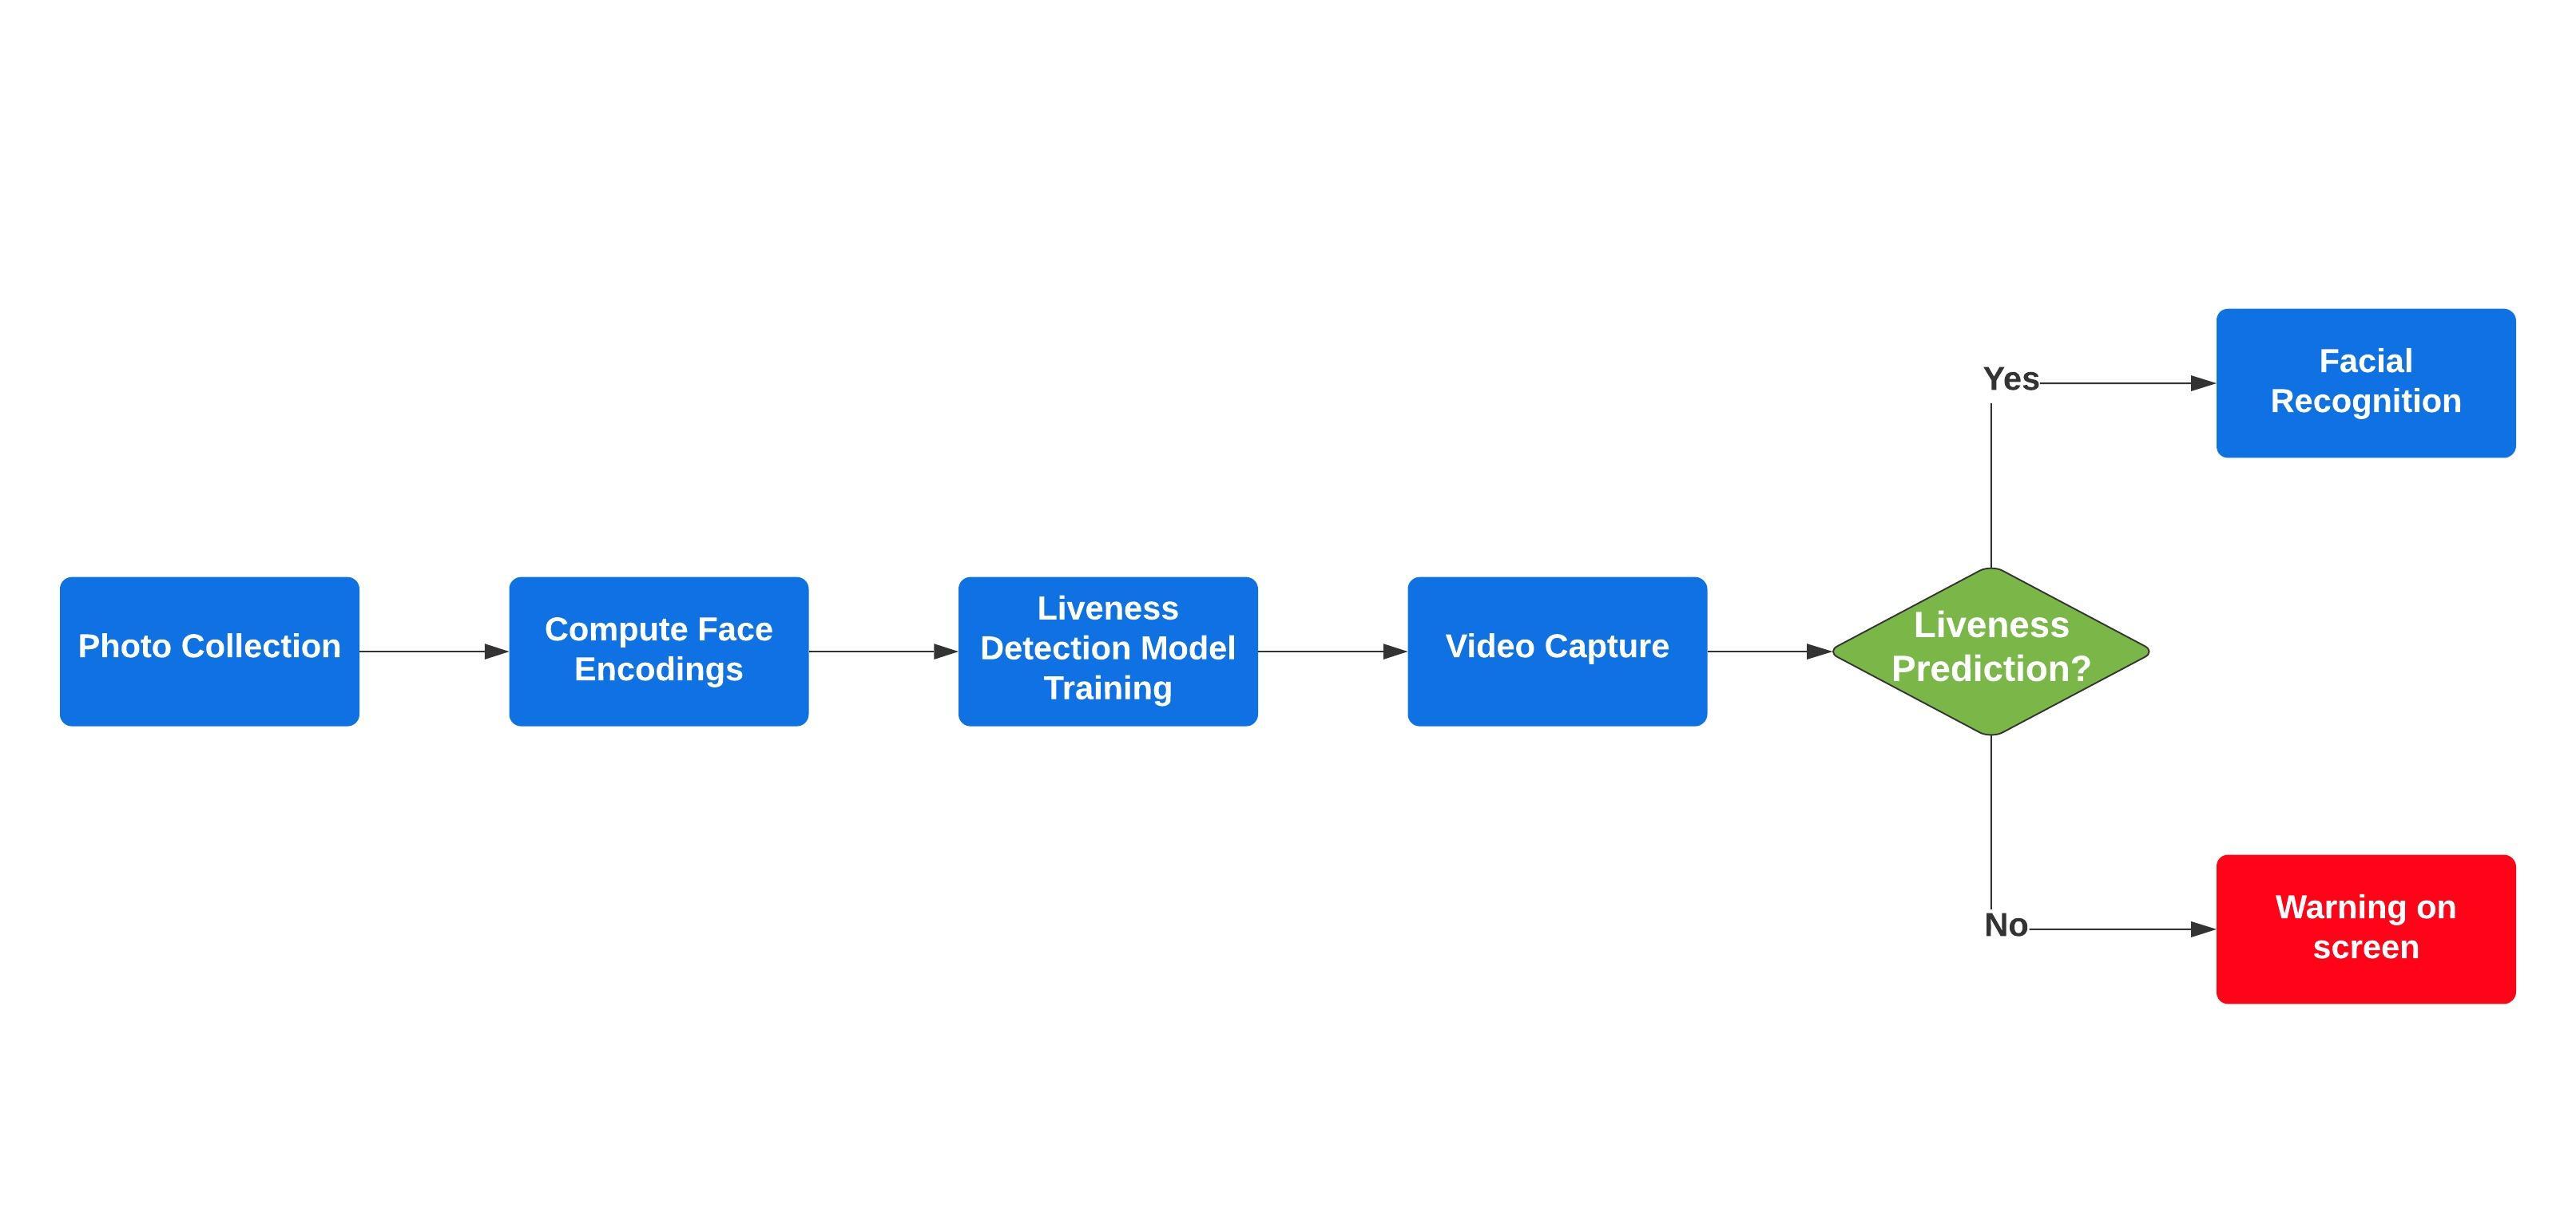 Photo Collection
Compute Face
Encodings
Liveness
Detection Model
Training
Video Capture
Liveness
Prediction?
Yes
Facial
Recognition
No
Warning on
screen